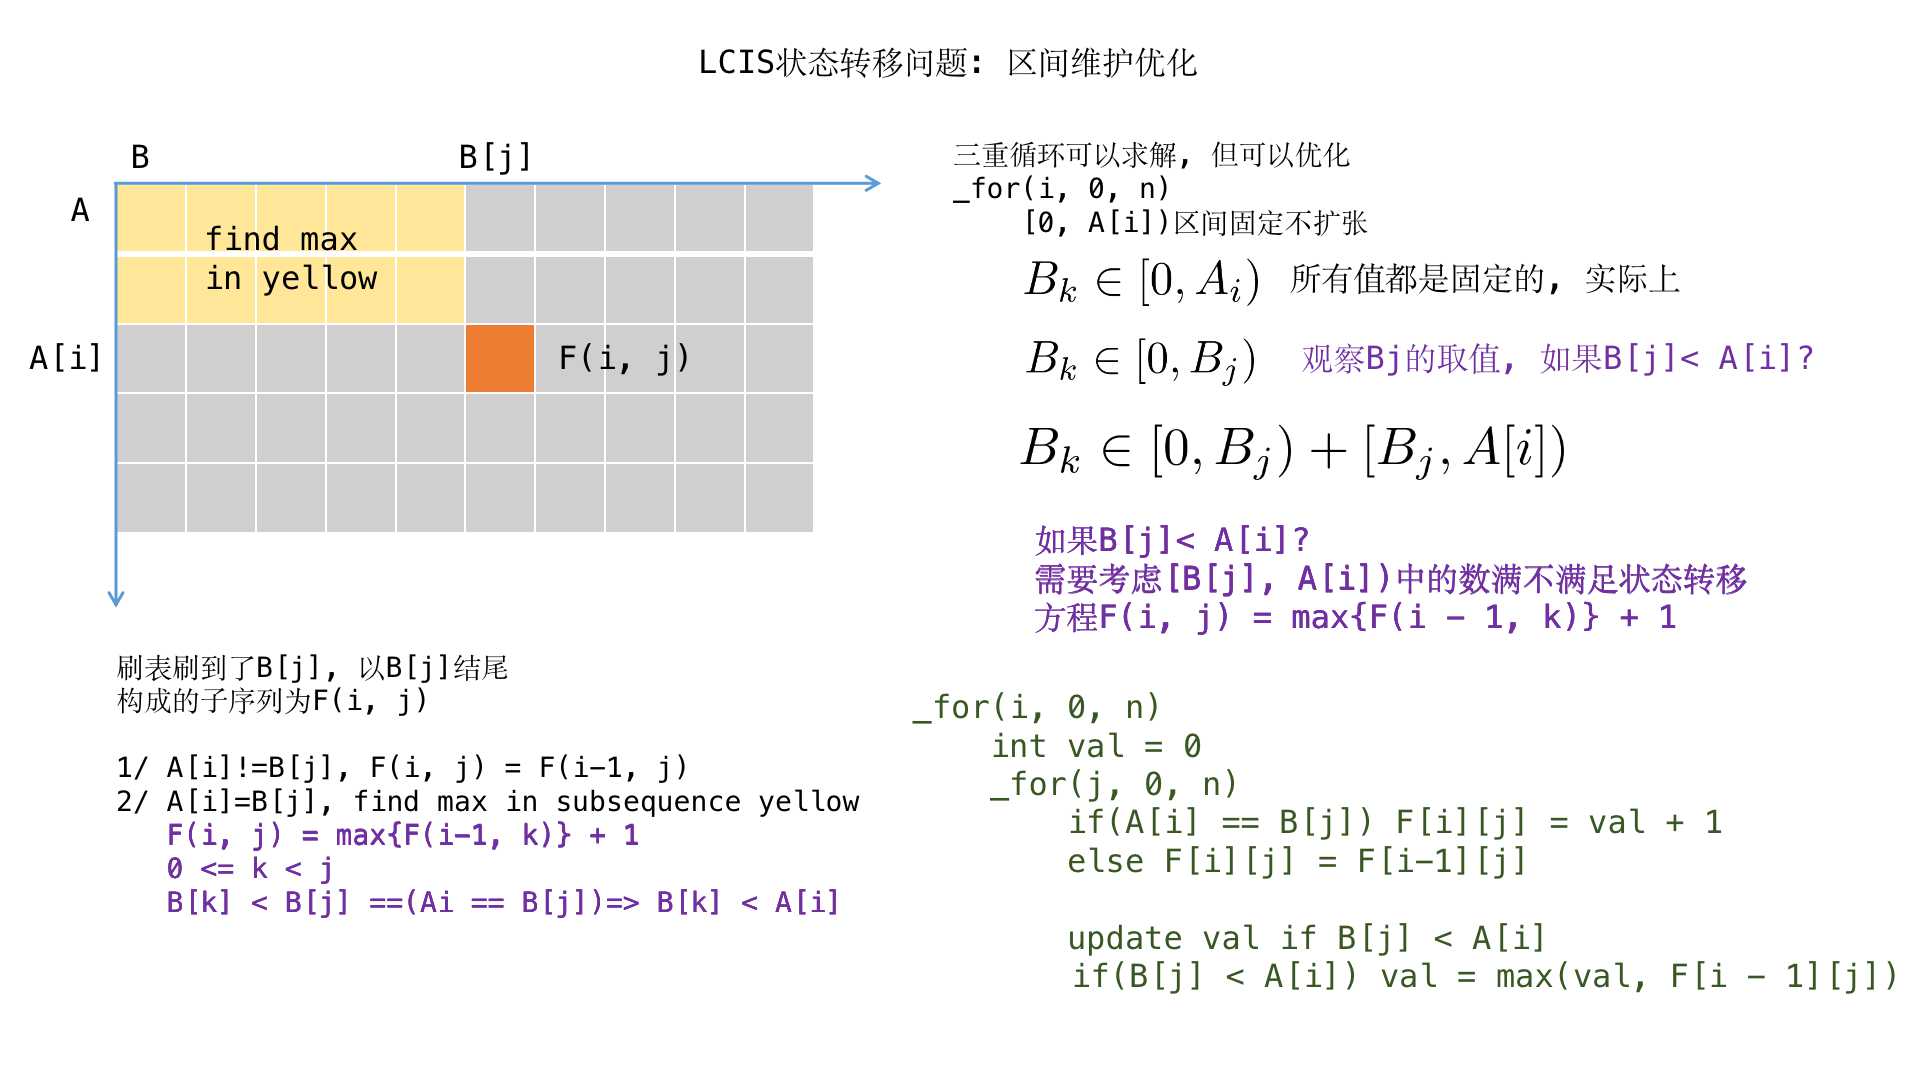 LCIS状态转移问题: 区间维护优化
B
B[j]
A
find max
in yellow
A[i]
F(i, j)
刷表刷到了B[j], 以B[j]结尾
构成的子序列为F(i, j)
1/ A[i]!=B[j], F(i, j) = F(i-1, j)
2/ A[i]=B[j], find max in subsequence yellow
F(i, j) = max{F(i-1, k)} + 1
0 <= k < j
B[k] < B[j] ==(Ai == B[j])=> B[k] < A[i]
三重循环可以求解, 但可以优化
_for(i, 0, n)
[0, A[i])区间固定不扩张
B_k ∈ [0, A_i) 所有值都是固定的, 实际上
B_k ∈ [0, B_j) 观察Bj的取值, 如果B[j]< A[i]?
B_k ∈ [0, B_j) + [B_j, A[i])
如果B[j]< A[i]?
需要考虑[B[j], A[i])中的数满不满足状态转移
方程F(i, j) = max{F(i - 1, k)} + 1
_for(i, 0, n)
int val = 0
_for(j, 0, n)
if(A[i] == B[j]) F[i][j] = val + 1
else F[i][j] = F[i-1][j]
update val if B[j] < A[i]
if(B[j] < A[i]) val = max(val, F[i - 1][j])